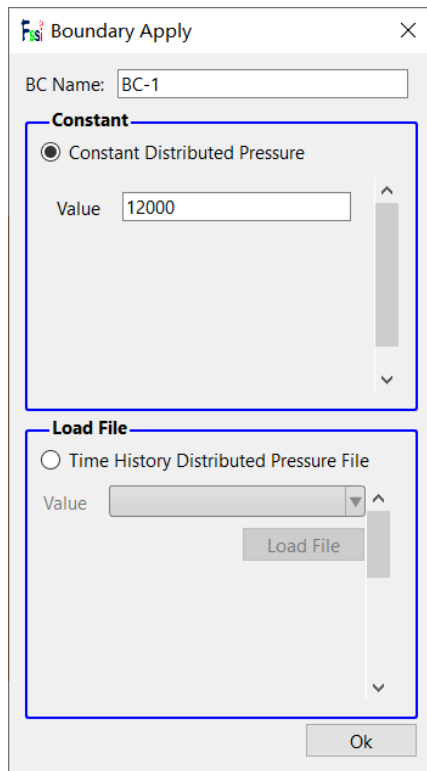 Fssi Boundary Apply
BC Name: BC-1
Constant
Constant Distributed Pressure
Value 12000
Load File
Time History Distributed Pressure File
Value
Load File
Ok